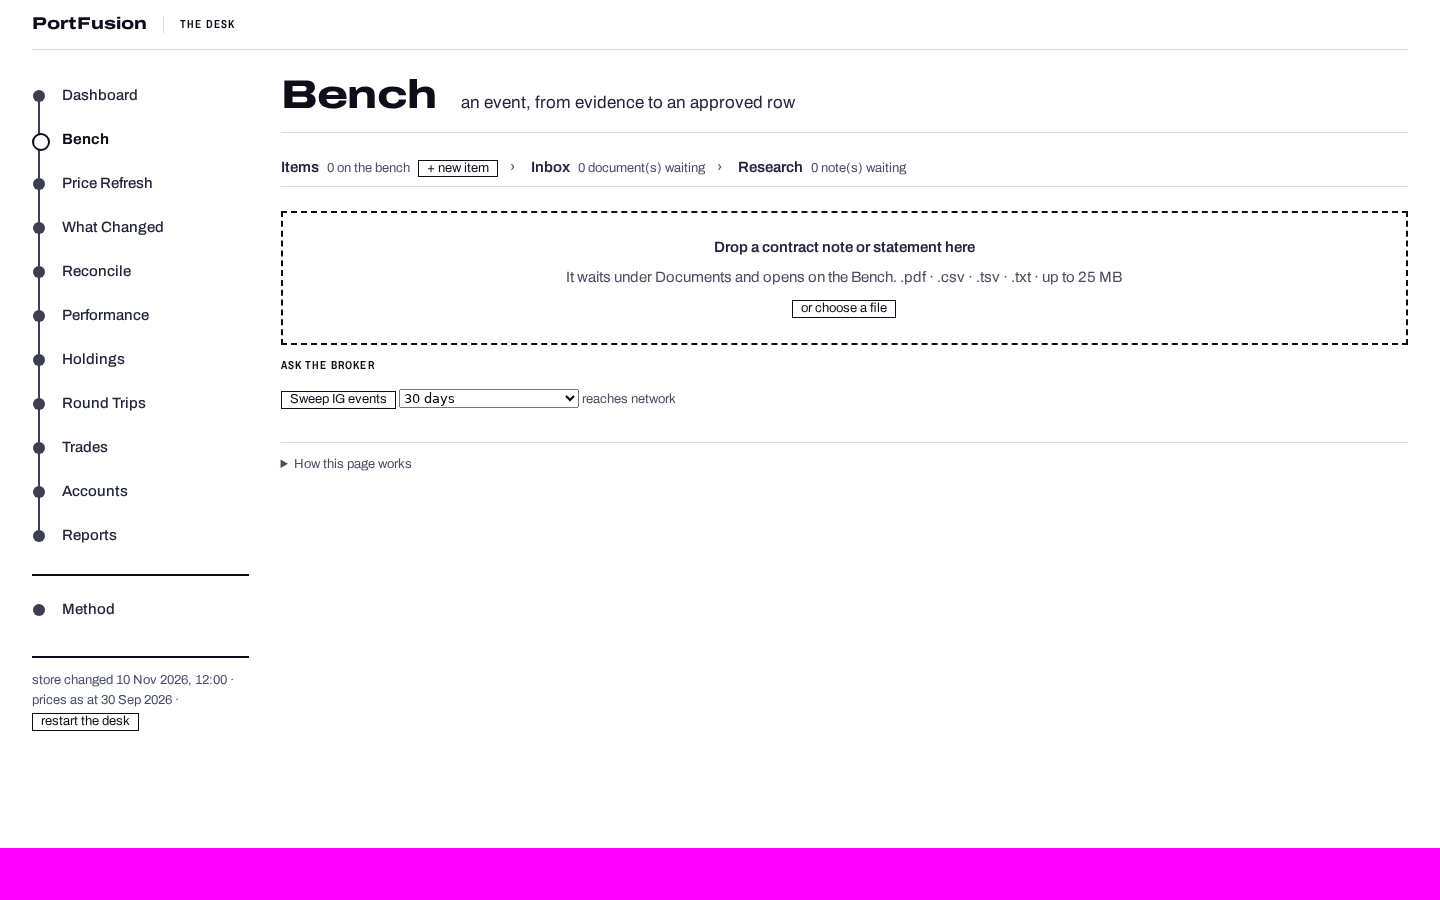 PortFusion THE DESK
Dashboard
Bench
Price Refresh
What Changed
Reconcile
Performance
Holdings
Round Trips
Trades
Accounts
Reports
Method
store changed 10 Nov 2026, 12:00 ·
prices as at 30 Sep 2026 ·
restart the desk
Bench an event, from evidence to an approved row
Items 0 on the bench + new item › Inbox 0 document(s) waiting › Research 0 note(s) waiting
Drop a contract note or statement here
It waits under Documents and opens on the Bench. .pdf · .csv · .tsv · .txt · up to 25 MB
or choose a file
ASK THE BROKER
Sweep IG events 30 days reaches network
How this page works